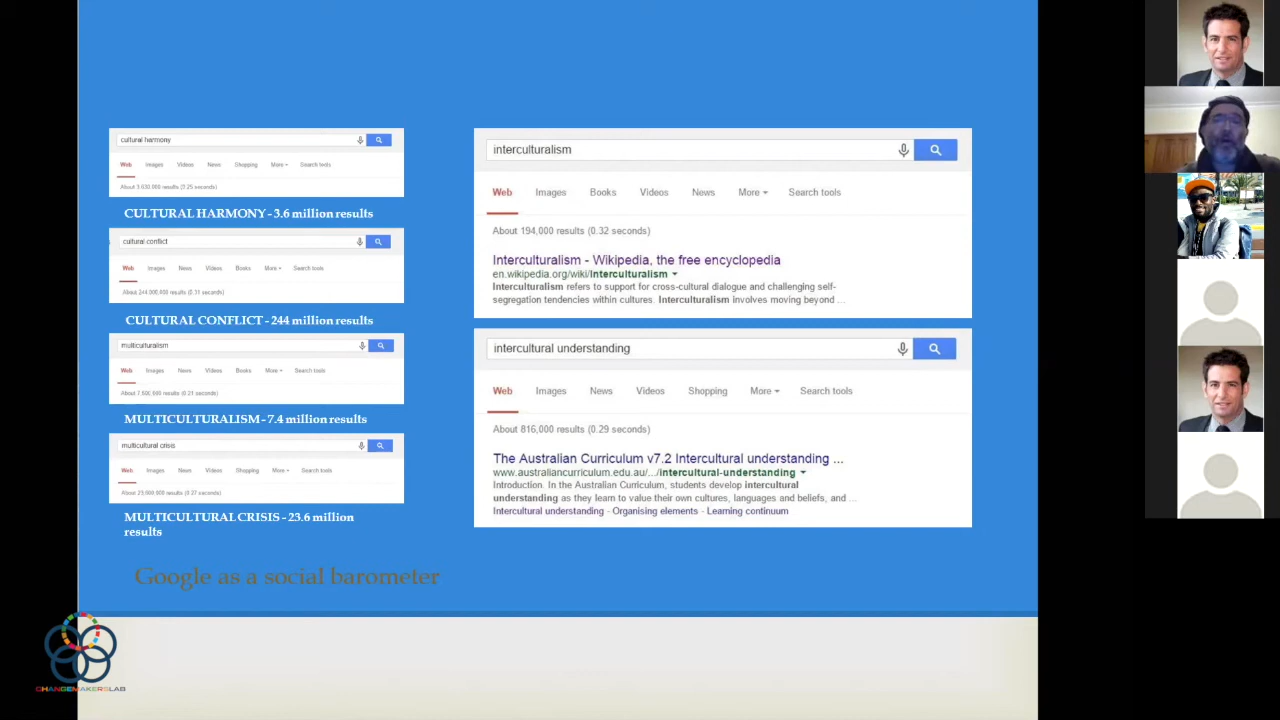 cultural harmony
Web Images Videos News Shopping More Search tools
About 3,630,000 results (0.25 seconds)
CULTURAL HARMONY - 3.6 million results
cultural conflict
Web Images News Videos Books More Search tools
About 244,000,000 results (0.31 seconds)
CULTURAL CONFLICT - 244 million results
multiculturalism
Web Images News Videos Books More Search tools
results (0.21 seconds)
MULTICULTURALISM - 7.4 million results
multicultural crisis
Web Images News Videos Shopping More Search tools
results (0.27 seconds)
MULTICULTURAL CRISIS - 23.6 million
results
interculturalism
Web Images Books Videos News More Search tools
About 194,000 results (0.32 seconds)
Interculturalism - Wikipedia, the free encyclopedia
en.wikipedia.org/wiki/Interculturalism
Interculturalism refers to support for cross-cultural dialogue and challenging self-
segregation tendencies within cultures. Interculturalism involves moving beyond ...
intercultural understanding
Web Images News Videos Shopping More Search tools
About 816,000 results (0.29 seconds)
The Australian Curriculum v7.2 Intercultural understanding ...
www.australiancurriculum.edu.au/.../intercultural-understanding
Introduction. In the Australian Curriculum, students develop intercultural
understanding as they learn to value their own cultures, languages and beliefs, and ...
Intercultural understanding - Organising elements - Learning continuum
Google as a social barometer
CHANGEMAKERSLAB